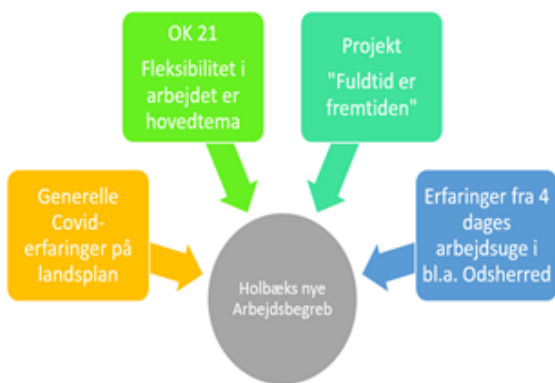 OK 21
Fleksibilitet i
arbejdet er
hovedtema
Projekt
"Fuldtid er
fremtiden"
Generelle
Covid-
erfaringer på
landsplan
Erfaringer fra 4
dages
arbejdsuge i
bl.a. Odsherred
Holbæks nye
Arbejdsbegreb